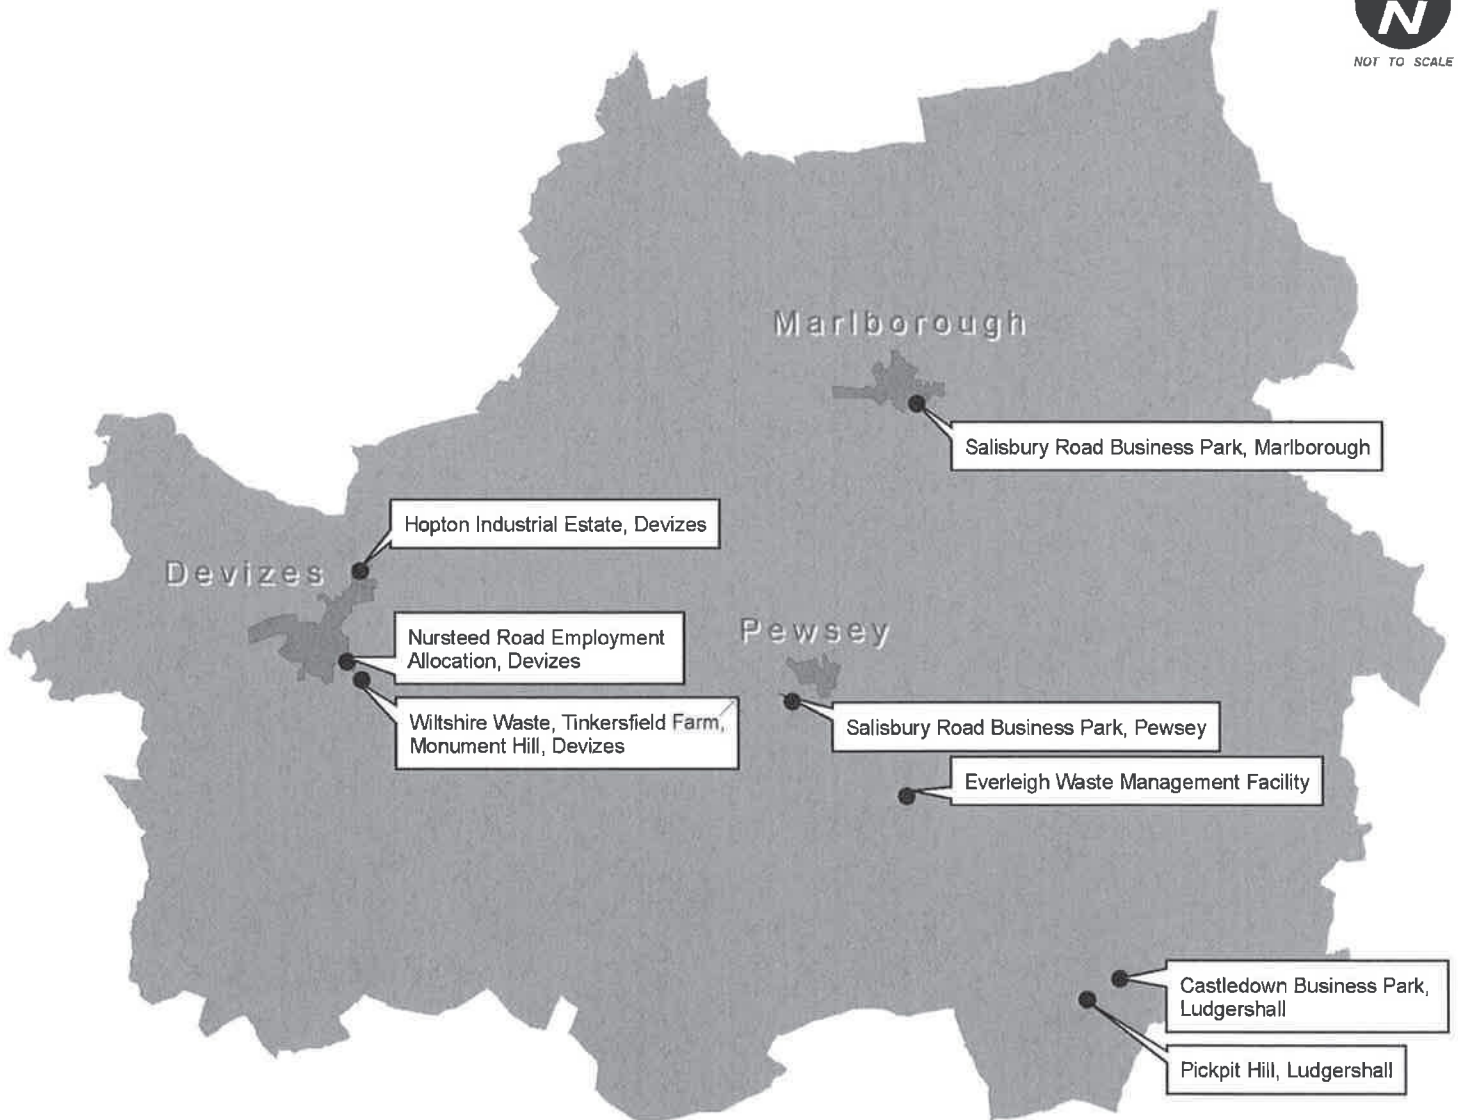 N
NOT TO SCALE
Marlborough
Salisbury Road Business Park, Marlborough
Hopton Industrial Estate, Devizes
Devizes
Nursteed Road Employment
Allocation, Devizes
Pewsey
Wiltshire Waste, Tinkersfield Farm,
Monument Hill, Devizes
Salisbury Road Business Park, Pewsey
Everleigh Waste Management Facility
Castledown Business Park,
Ludgershall
Pickpit Hill, Ludgershall